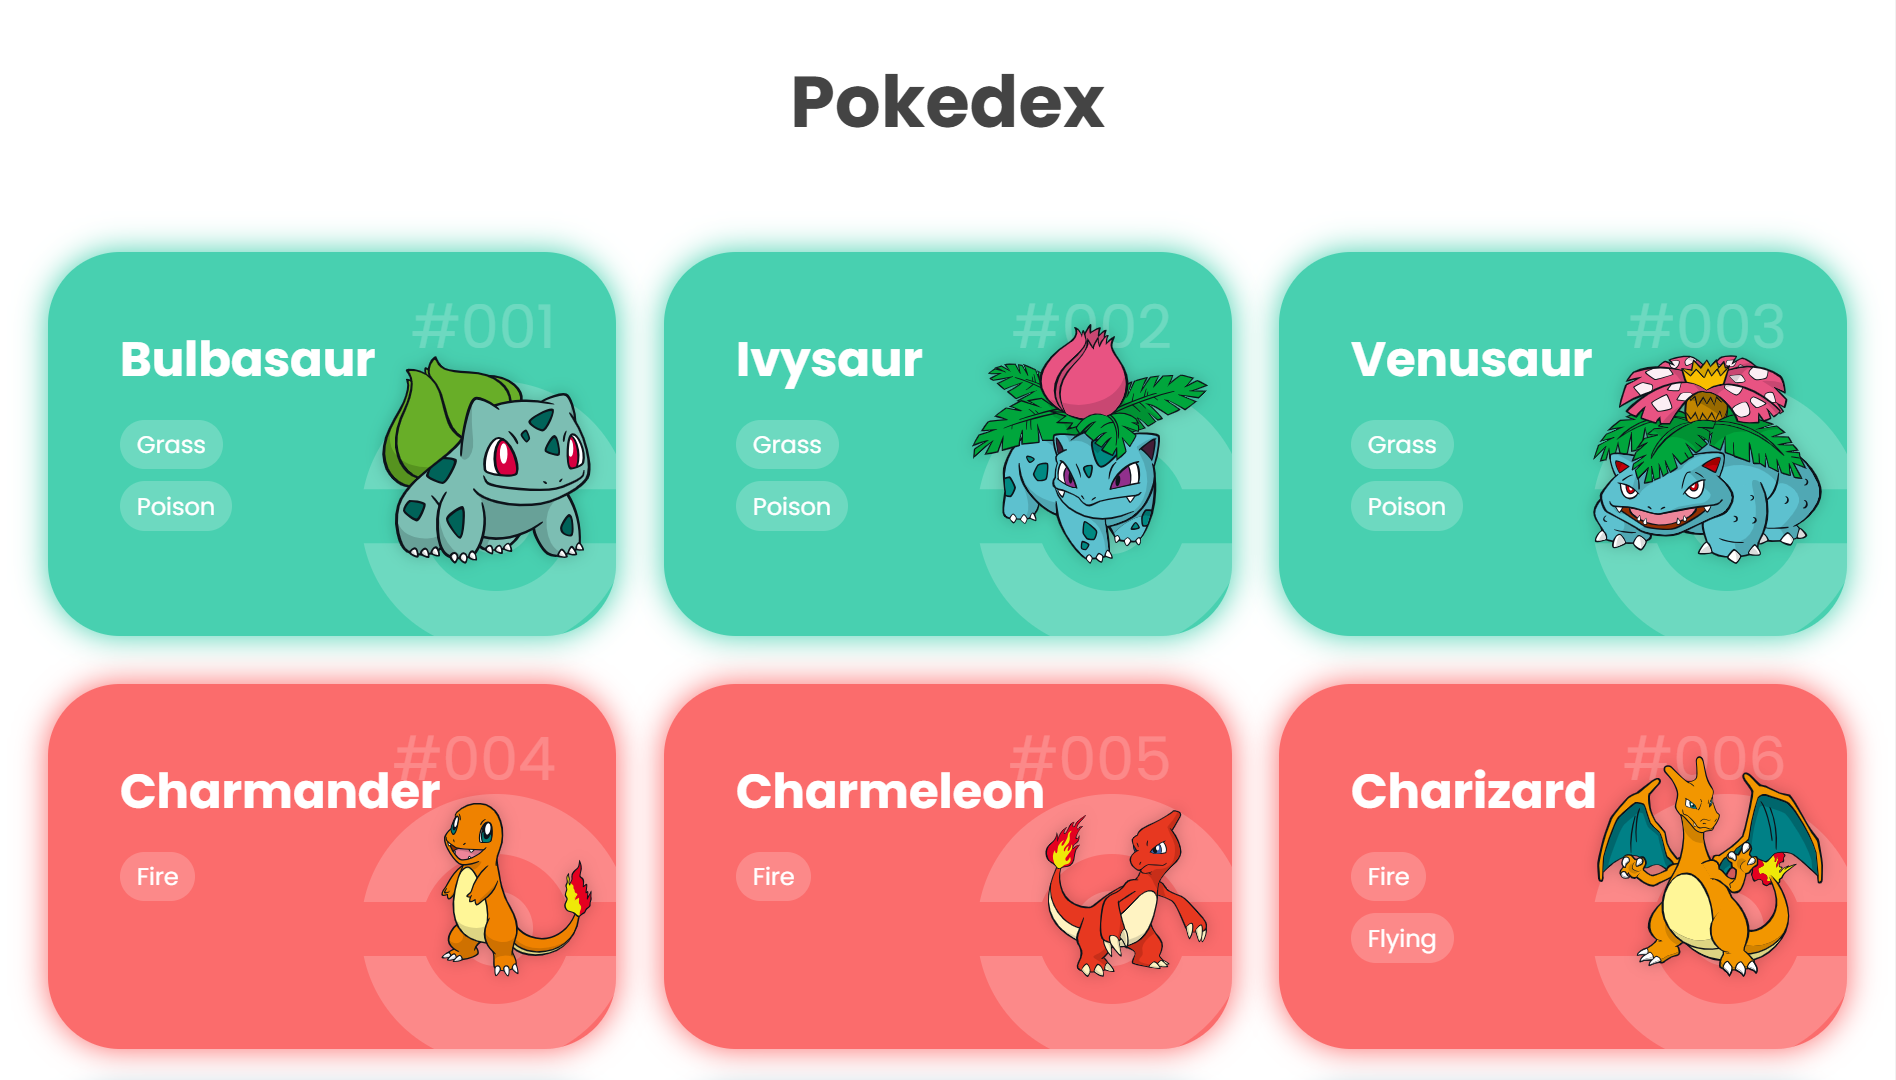 Pokedex
#001
Bulbasaur
Grass
Poison
#002
Ivysaur
Grass
Poison
#003
Venusaur
Grass
Poison
#004
Charmander
Fire
#005
Charmeleon
Fire
#006
Charizard
Fire
Flying